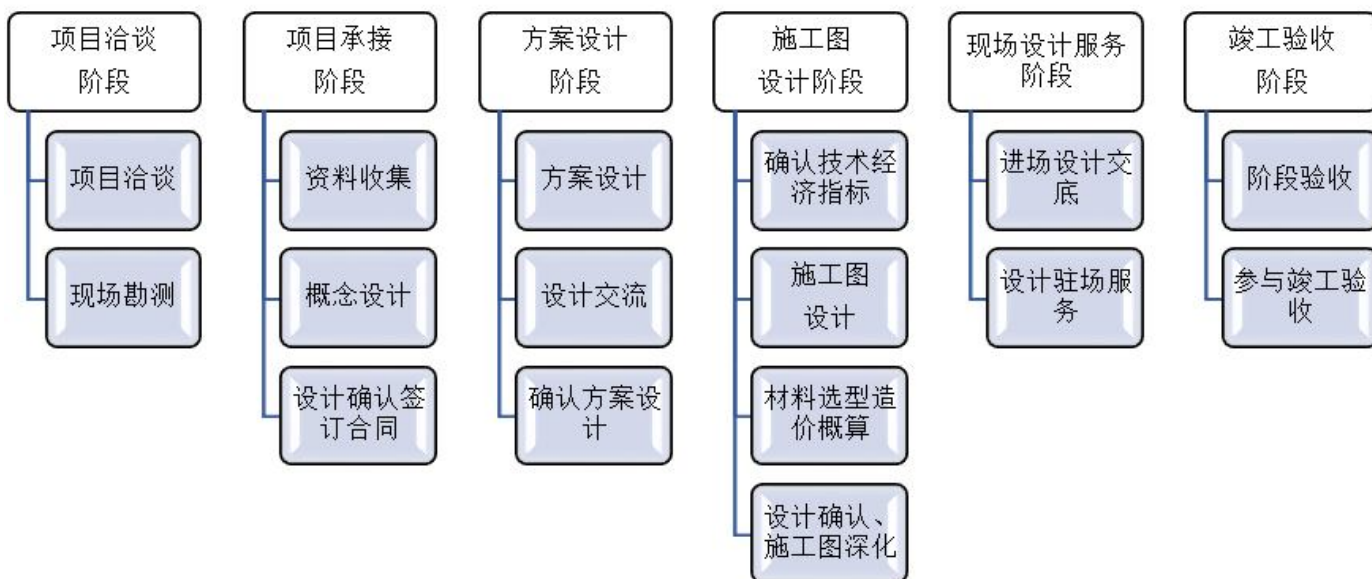 项目洽谈
阶段
项目洽谈
现场勘测
项目承接
阶段
资料收集
概念设计
设计确认签
订合同
方案设计
阶段
方案设计
设计交流
确认方案设
计
施工图
设计阶段
确认技术经
济指标
施工图
设计
材料选型造
价概算
设计确认、
施工图深化
现场设计服务
阶段
进场设计交
底
设计驻场服
务
竣工验收
阶段
阶段验收
参与竣工验
收